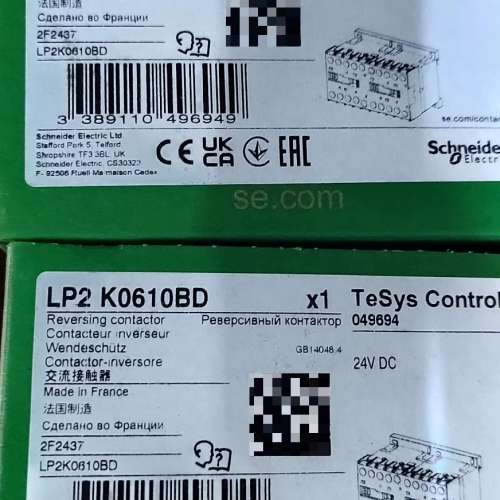 法国制造
Сделано во Франции
2F2437
LP2K0610BD
3 389110 496949
se.com/contac
Schneider Electric Ltd
Stafford Park 5, Telford,
Shropshire TF3 3BL, UK
Schneider Electric, CS30323
F- 92506 Rueil Malmaison Cedex
CE UK CA EAC
Schneider
Electric
se.com
LP2 K0610BD x1 TeSys Control
Reversing contactor Реверсивный контактор 049694
Contacteur inverseur
Wendeschütz GB14048.4
Contactor-inversore 24V DC
交流接触器
Made in France
法国制造
Сделано во Франции
2F2437
LP2K0610BD